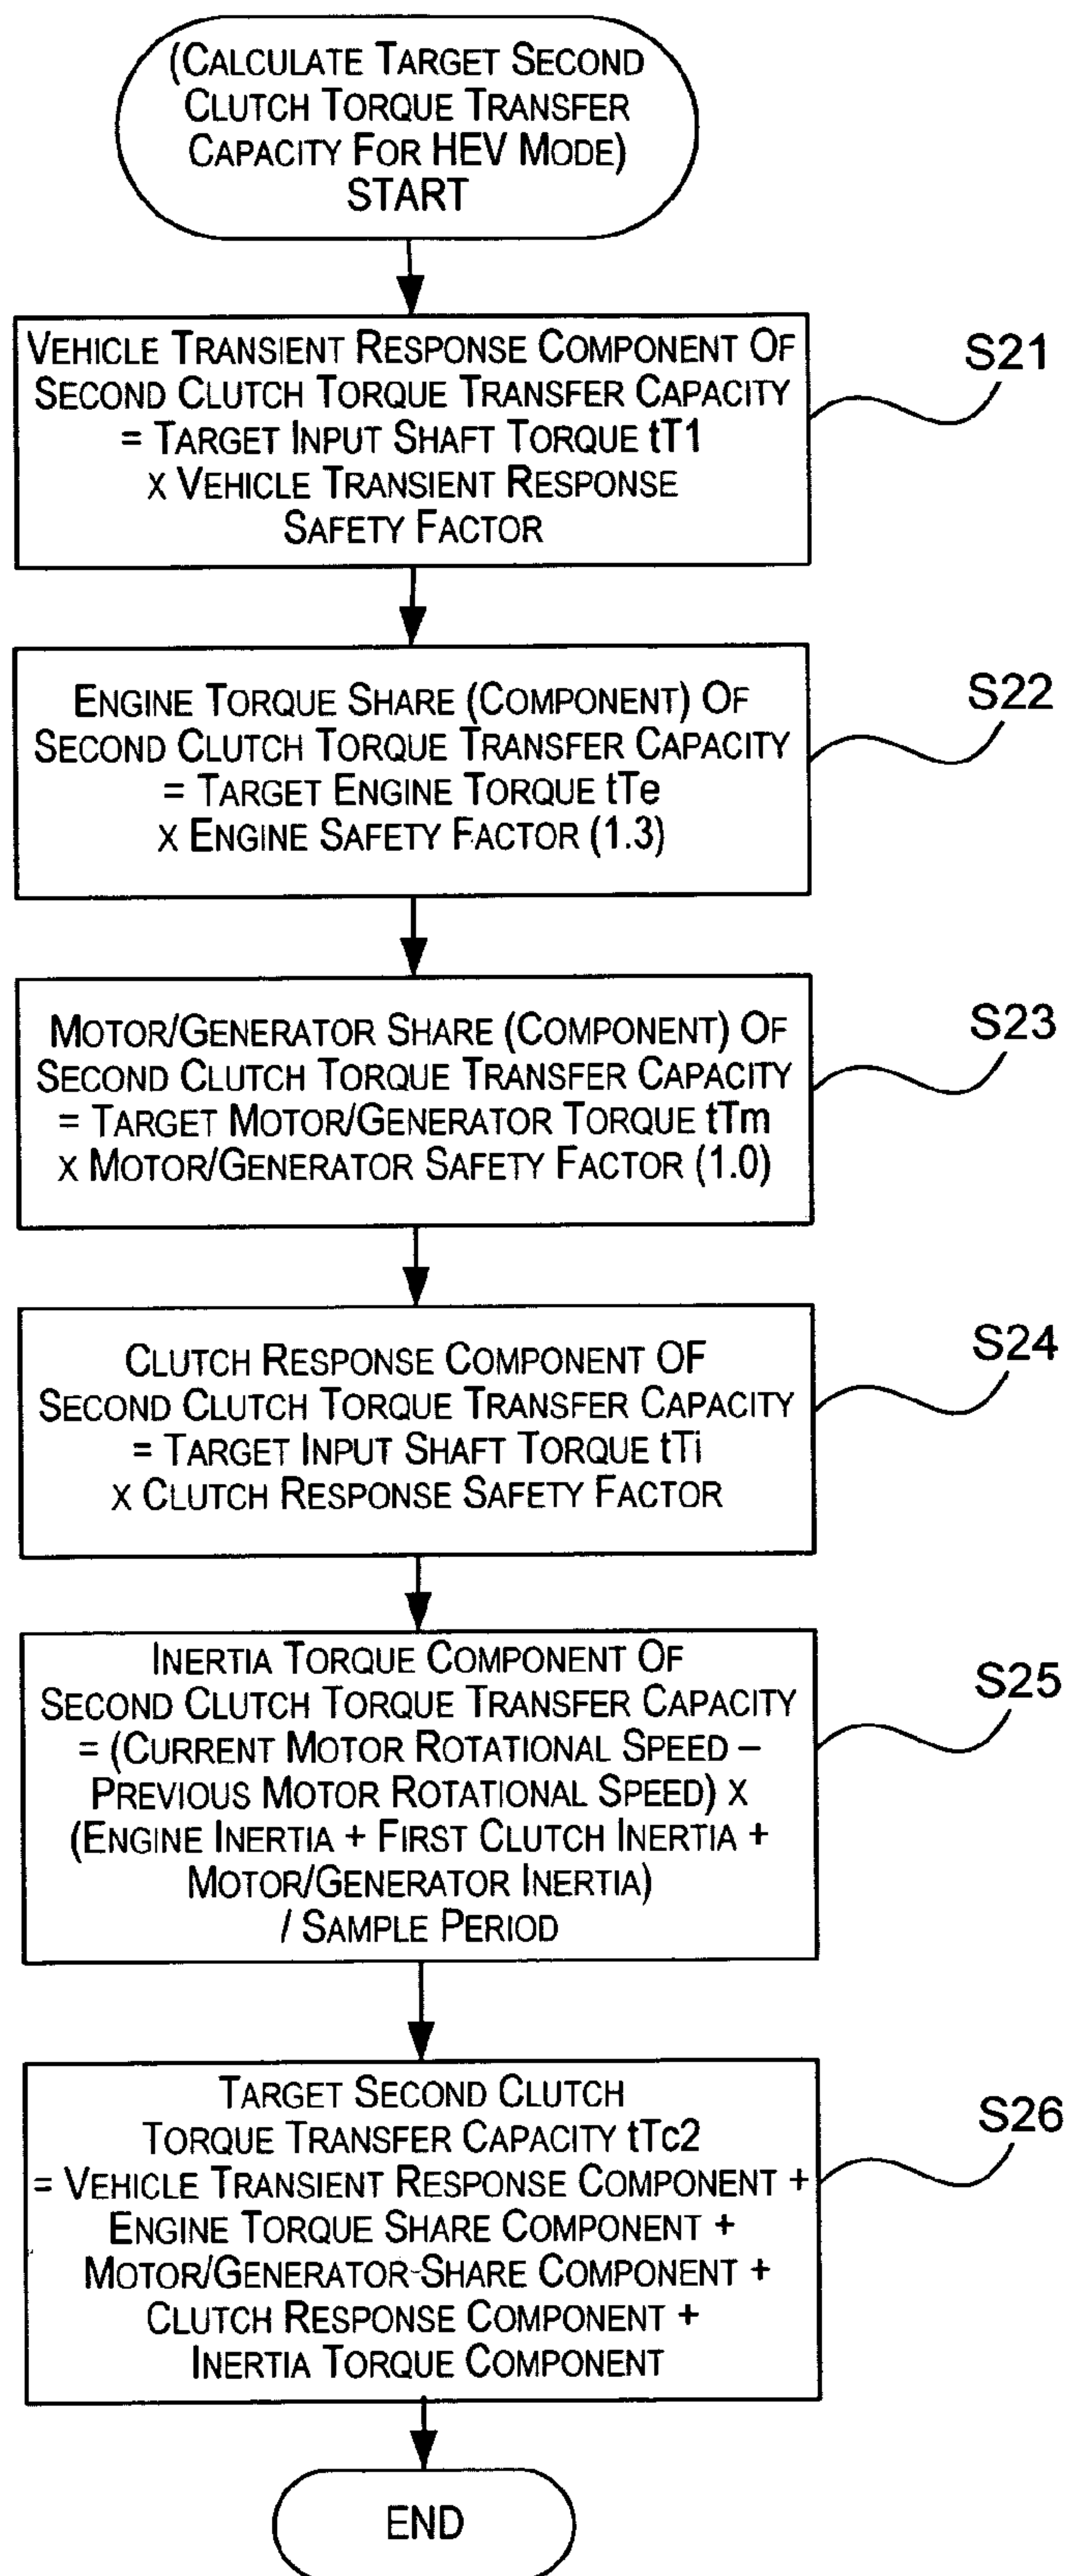 (CALCULATE TARGET SECOND
CLUTCH TORQUE TRANSFER
CAPACITY FOR HEV MODE)
START
VEHICLE TRANSIENT RESPONSE COMPONENT OF
SECOND CLUTCH TORQUE TRANSFER CAPACITY
= TARGET INPUT SHAFT TORQUE tT1
X VEHICLE TRANSIENT RESPONSE
SAFETY FACTOR
S21
ENGINE TORQUE SHARE (COMPONENT) OF
SECOND CLUTCH TORQUE TRANSFER CAPACITY
= TARGET ENGINE TORQUE tTe
X ENGINE SAFETY FACTOR (1.3)
S22
MOTOR/GENERATOR SHARE (COMPONENT) OF
SECOND CLUTCH TORQUE TRANSFER CAPACITY
= TARGET MOTOR/GENERATOR TORQUE tTm
X MOTOR/GENERATOR SAFETY FACTOR (1.0)
S23
CLUTCH RESPONSE COMPONENT OF
SECOND CLUTCH TORQUE TRANSFER CAPACITY
= TARGET INPUT SHAFT TORQUE tTi
X CLUTCH RESPONSE SAFETY FACTOR
S24
INERTIA TORQUE COMPONENT OF
SECOND CLUTCH TORQUE TRANSFER CAPACITY
= (CURRENT MOTOR ROTATIONAL SPEED –
PREVIOUS MOTOR ROTATIONAL SPEED) X
(ENGINE INERTIA + FIRST CLUTCH INERTIA +
MOTOR/GENERATOR INERTIA)
/ SAMPLE PERIOD
S25
TARGET SECOND CLUTCH
TORQUE TRANSFER CAPACITY tTc2
= VEHICLE TRANSIENT RESPONSE COMPONENT +
ENGINE TORQUE SHARE COMPONENT +
MOTOR/GENERATOR-SHARE COMPONENT +
CLUTCH RESPONSE COMPONENT +
INERTIA TORQUE COMPONENT
S26
END